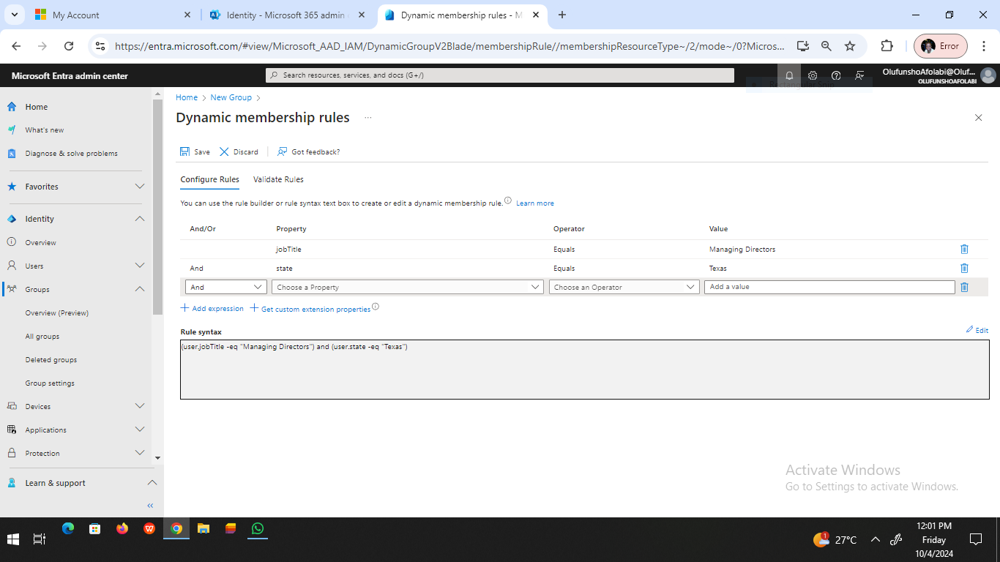 My Account
Identity - Microsoft 365 admin
Dynamic membership rules - M
https://entra.microsoft.com/#view/Microsoft_AAD_IAM/DynamicGroupV2Blade/membershipRule//membershipResourceType~/2/mode~/0?Micros...
Error
Microsoft Entra admin center
Search resources, services, and docs (G+/)
OlufunshoAfolabi@Oluf...
OLUFUNSHOAFOLABI
Home
What's new
Diagnose & solve problems
Favorites
Identity
Overview
Users
Groups
Overview (Preview)
All groups
Deleted groups
Group settings
Devices
Applications
Protection
Learn & support
Home > New Group >
Dynamic membership rules ...
Save Discard Got feedback?
Configure Rules Validate Rules
You can use the rule builder or rule syntax text box to create or edit a dynamic membership rule. Learn more
And/Or Property Operator Value
jobTitle Equals Managing Directors
And state Equals Texas
And Choose a Property Choose an Operator Add a value
Add expression Get custom extension properties
Rule syntax Edit
(user.jobTitle -eq "Managing Directors") and (user.state -eq "Texas")
Activate Windows
Go to Settings to activate Windows.
1 27°C
12:01 PM
Friday
10/4/2024